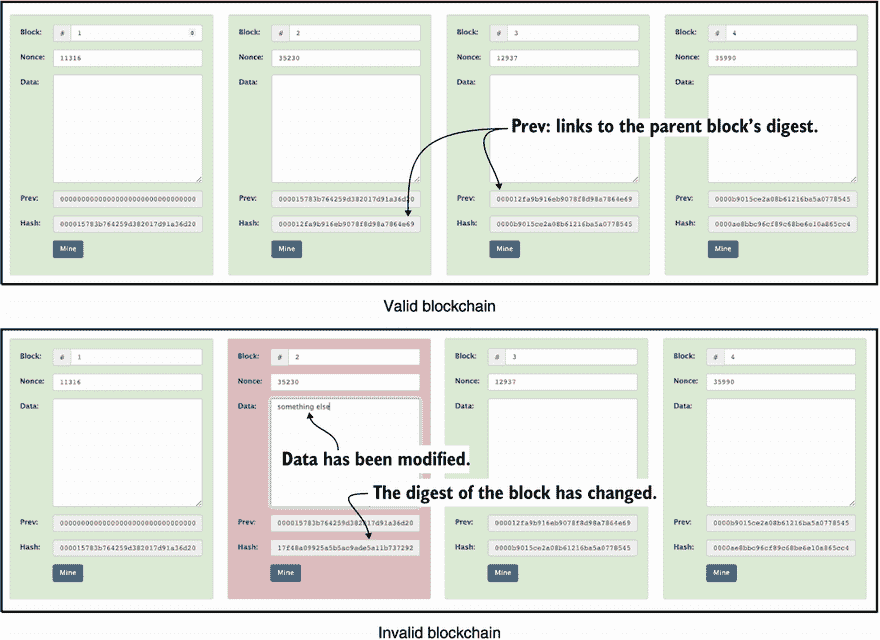 Block: # 1
Nonce: 11316
Data:
Prev: 00000000000000000000000000000000
Hash: 000015783b764259d382017d91a36d20
Mine
Block: # 2
Nonce: 35230
Data:
Prev: 000015783b764259d382017d91a36d20
Hash: 000012fa9b916eb9078f8d98a7864e69
Mine
Block: # 3
Nonce: 12937
Data:
Prev: 000012fa9b916eb9078f8d98a7864e69
Hash: 0000b9015ce2a08b61216ba5a0778545
Mine
Block: # 4
Nonce: 35990
Data:
Prev: 0000b9015ce2a08b61216ba5a0778545
Hash: 0000ae8bbc96cf89c68be6e10a865cc4
Mine
Prev: links to the parent block’s digest.
Valid blockchain
Block: # 1
Nonce: 11316
Data:
Prev: 00000000000000000000000000000000
Hash: 000015783b764259d382017d91a36d20
Mine
Block: # 2
Nonce: 35230
Data: something else
Data has been modified.
The digest of the block has changed.
Prev: 000015783b764259d382017d91a36d20
Hash:
Mine
Block: # 3
Nonce: 12937
Data:
Prev: 000012fa9b916eb9078f8d98a7864e69
Hash: 0000b9015ce2a08b61216ba5a0778545
Mine
Block: # 4
Nonce: 35990
Data:
Prev: 0000b9015ce2a08b61216ba5a0778545
Hash: 0000ae8bbc96cf89c68be6e10a865cc4
Mine
Invalid blockchain